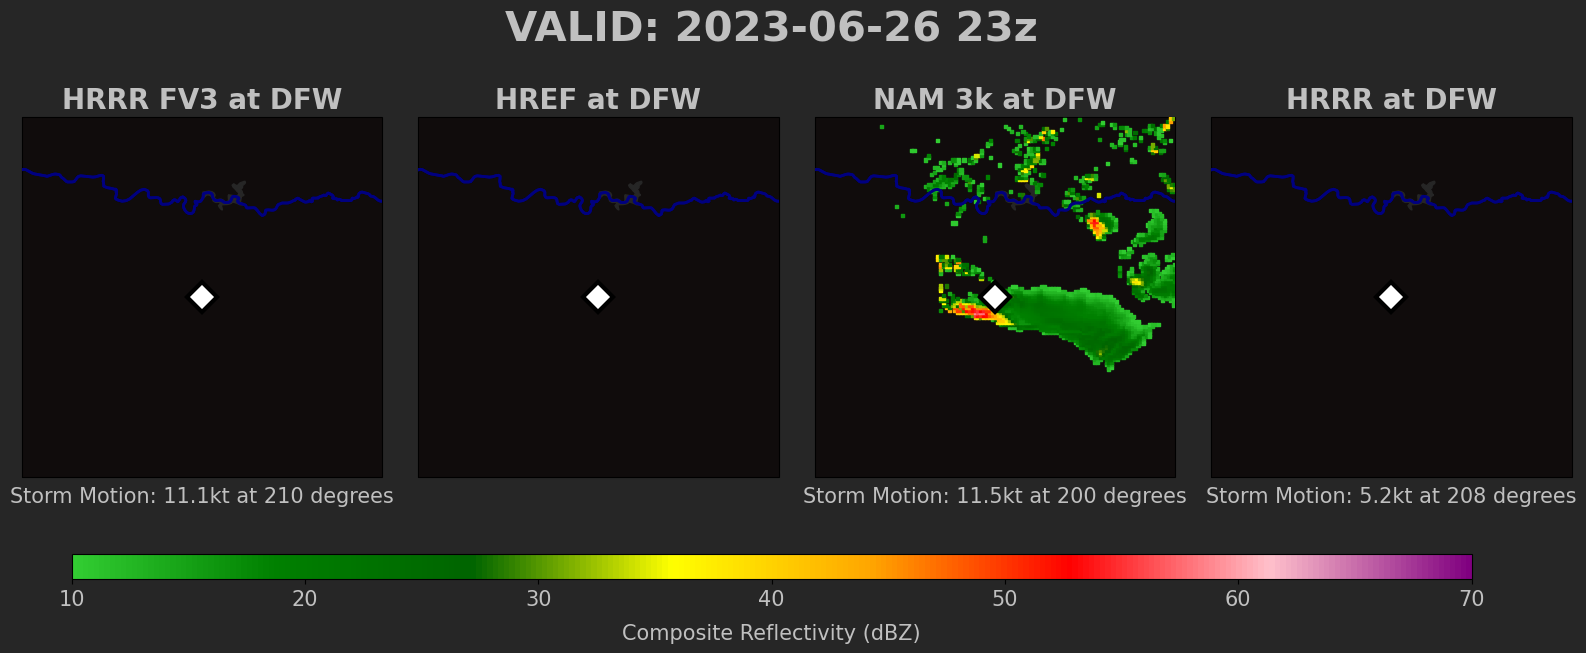 VALID: 2023-06-26 23z
HRRR FV3 at DFW
HREF at DFW
NAM 3k at DFW
HRRR at DFW
Storm Motion: 11.1kt at 210 degrees
Storm Motion: 11.5kt at 200 degrees
Storm Motion: 5.2kt at 208 degrees
10 20 30 40 50 60 70
Composite Reflectivity (dBZ)